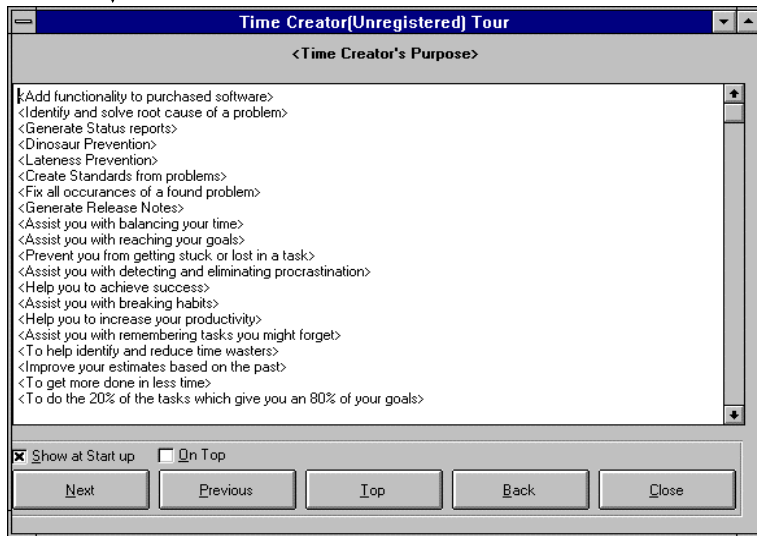 Time Creator(Unregistered) Tour
<Time Creator's Purpose>
<Add functionality to purchased software>
<Identify and solve root cause of a problem>
<Generate Status reports>
<Dinosaur Prevention>
<Lateness Prevention>
<Create Standards from problems>
<Fix all occurances of a found problem>
<Generate Release Notes>
<Assist you with balancing your time>
<Assist you with reaching your goals>
<Prevent you from getting stuck or lost in a task>
<Assist you with detecting and eliminating procrastination>
<Help you to achieve success>
<Assist you with breaking habits>
<Help you to increase your productivity>
<Assist you with remembering tasks you might forget>
<To help identify and reduce time wasters>
<Improve your estimates based on the past>
<To get more done in less time>
<To do the 20% of the tasks which give you an 80% of your goals>
Show at Start up On Top
Next Previous Top Back Close